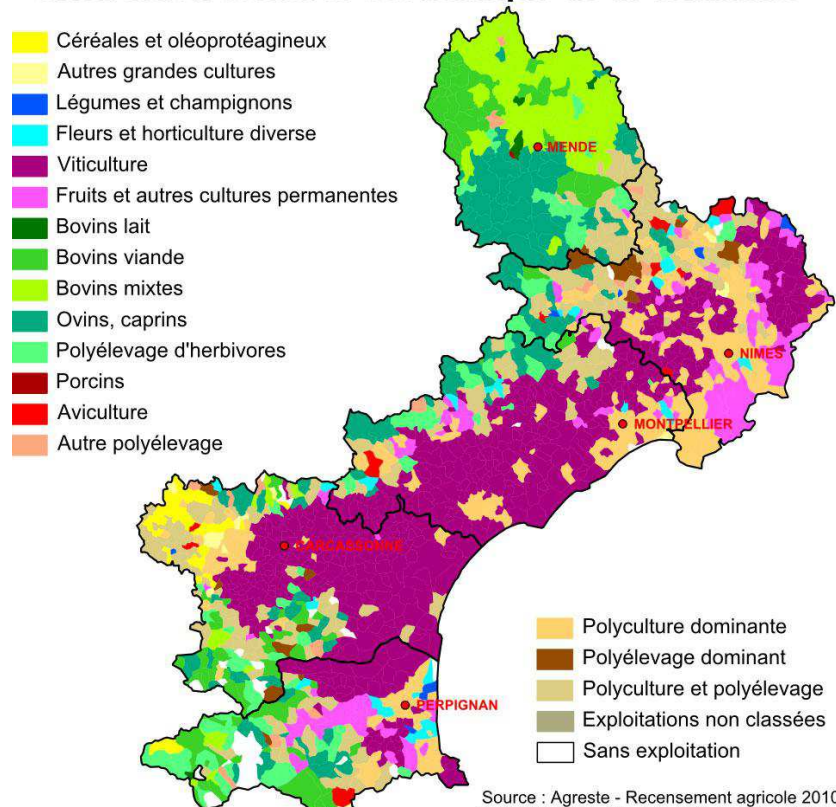 Céréales et oléoprotéagineux
Autres grandes cultures
Légumes et champignons
Fleurs et horticulture diverse
Viticulture
Fruits et autres cultures permanentes
Bovins lait
Bovins viande
Bovins mixtes
Ovins, caprins
Polyélevage d'herbivores
Porcins
Aviculture
Autre polyélevage
MENDE
NIMES
MONTPELLIER
CARCASSONNE
PERPIGNAN
Polyculture dominante
Polyélevage dominant
Polyculture et polyélevage
Exploitations non classées
Sans exploitation
Source : Agreste - Recensement agricole 2010